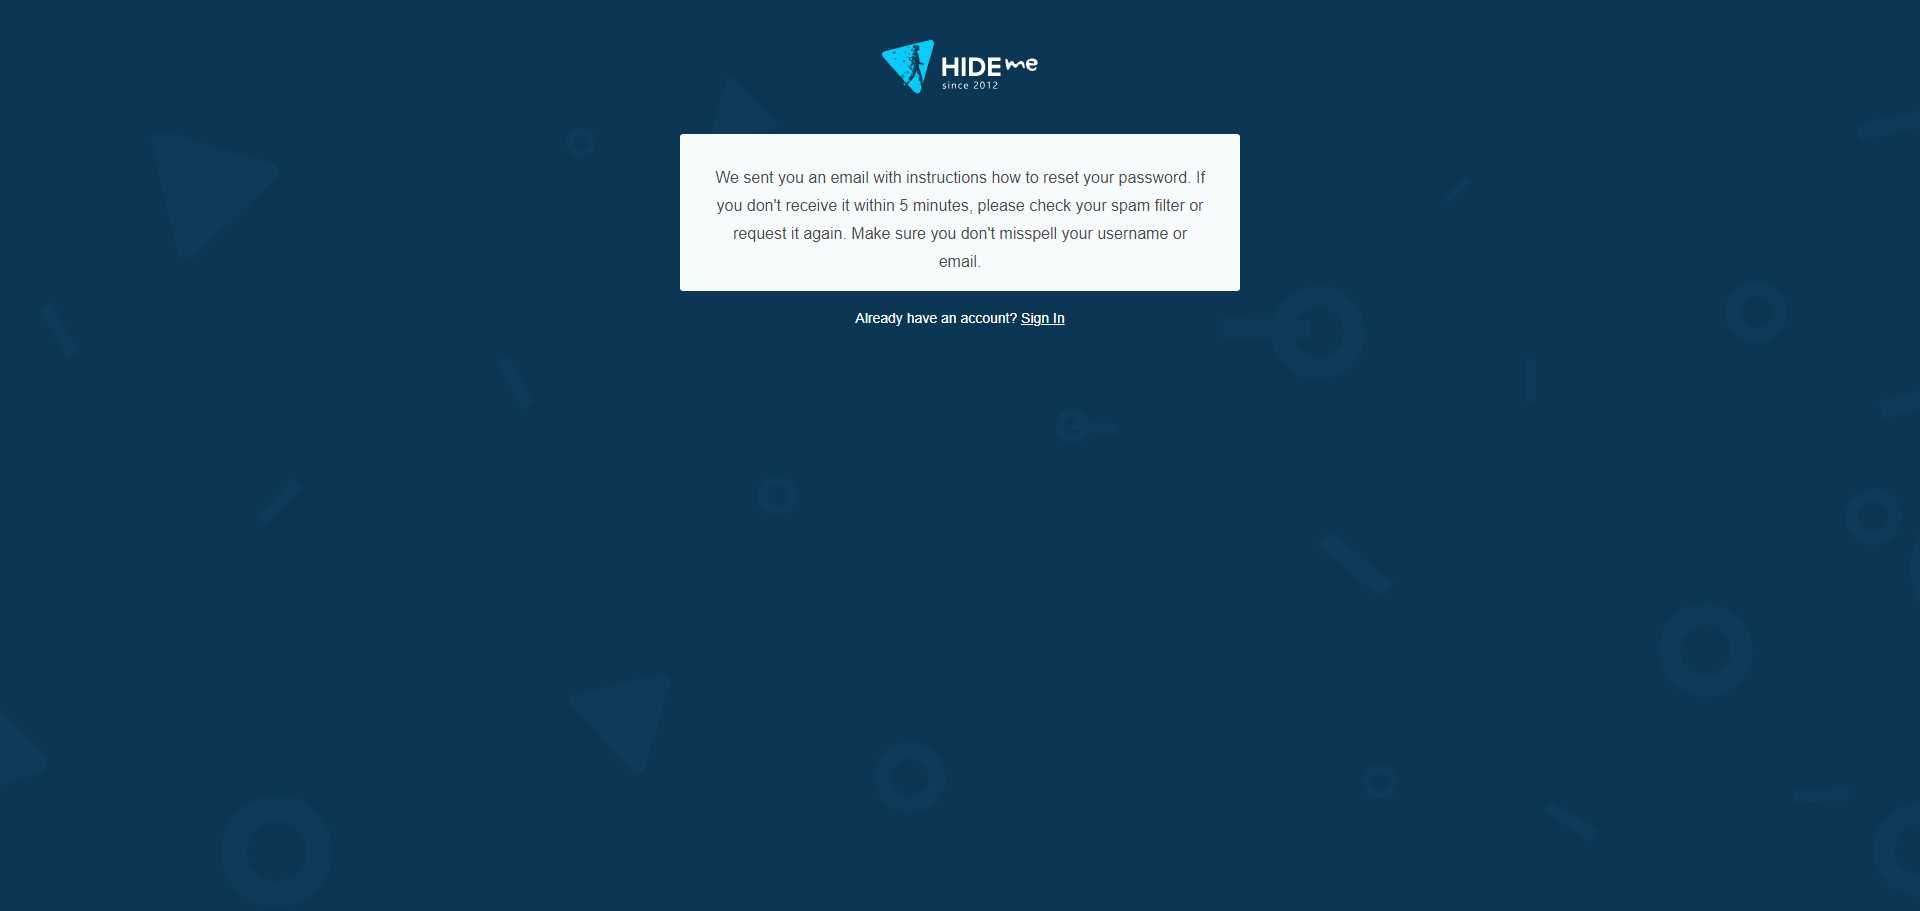 HIDE me
since 2012
We sent you an email with instructions how to reset your password. If
you don't receive it within 5 minutes, please check your spam filter or
request it again. Make sure you don't misspell your username or
email.
Already have an account? Sign In